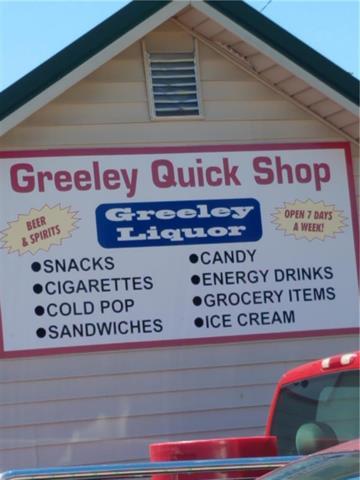 Greeley Quick Shop
BEER
& SPIRITS
Greeley
Liquor
OPEN 7 DAYS
A WEEK!
●SNACKS
●CIGARETTES
●COLD POP
●SANDWICHES
●CANDY
●ENERGY DRINKS
●GROCERY ITEMS
●ICE CREAM